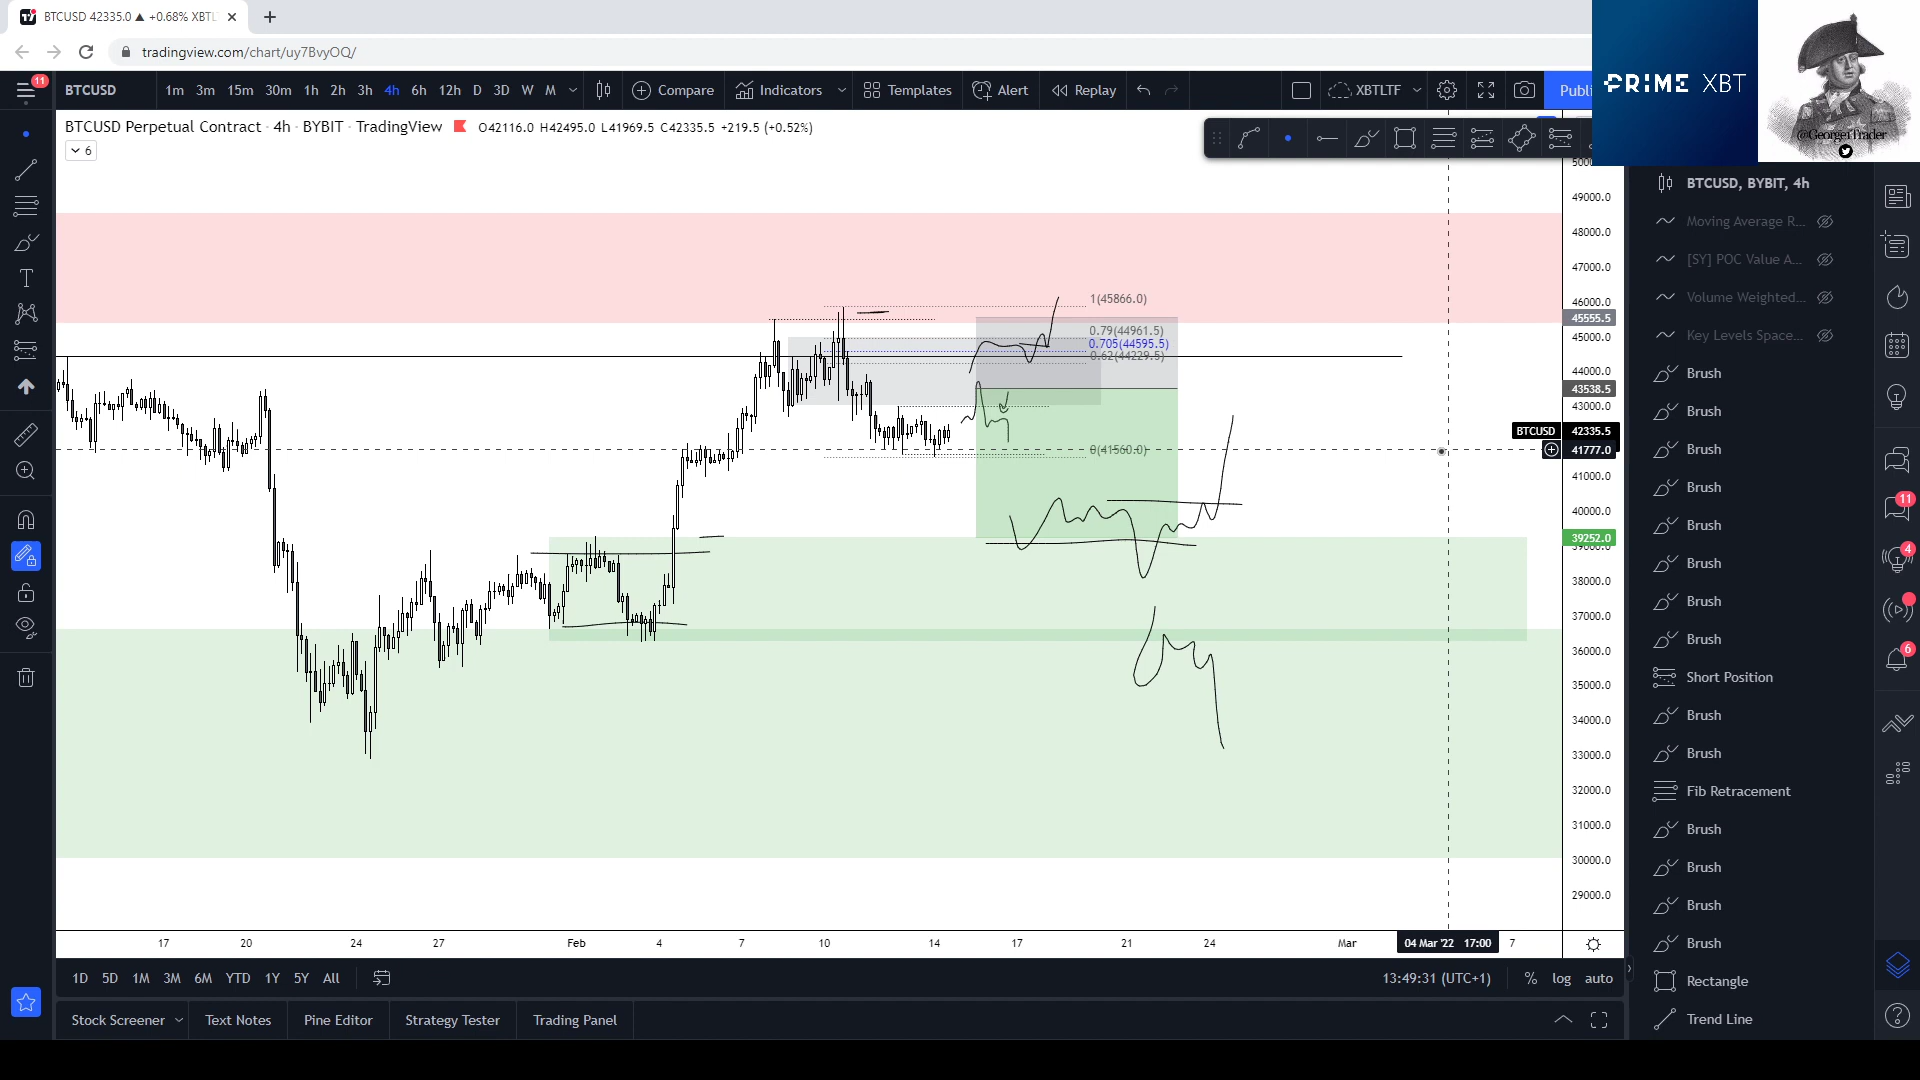 BTCUSD 42335.0 ▲ +0.68% XBTL
tradingview.com/chart/uy7BvyOQ/
PRIME XBT
@George1Trader
11
BTCUSD 1m 3m 15m 30m 1h 2h 3h 4h 6h 12h D 3D W M Compare Indicators Templates Alert Replay XBTLTF Publi
BTCUSD Perpetual Contract · 4h · BYBIT · TradingView O42116.0 H42495.0 L41969.5 C42335.5 +219.5 (+0.52%)
6
49000.0
48000.0
47000.0
46000.0
45555.5
45000.0
44000.0
43538.5
43000.0
BTCUSD 42335.5
41777.0
41000.0
40000.0
39252.0
39000.0
38000.0
37000.0
36000.0
35000.0
34000.0
33000.0
32000.0
31000.0
30000.0
29000.0
1(45866.0)
0.79(44961.5)
0.705(44595.5)
0.62(44229.5)
0(41560.0)
17 20 24 27 Feb 4 7 10 14 17 21 24 Mar 04 Mar '22 17:00 7
1D 5D 1M 3M 6M YTD 1Y 5Y All 13:49:31 (UTC+1) % log auto
Stock Screener Text Notes Pine Editor Strategy Tester Trading Panel
BTCUSD, BYBIT, 4h
Moving Average R...
[SY] POC Value A...
Volume Weighted...
Key Levels Space...
Brush
Brush
Brush
Brush
Brush
Brush
Brush
Brush
Short Position
Brush
Brush
Fib Retracement
Brush
Brush
Brush
Brush
Rectangle
Trend Line
11
4
6